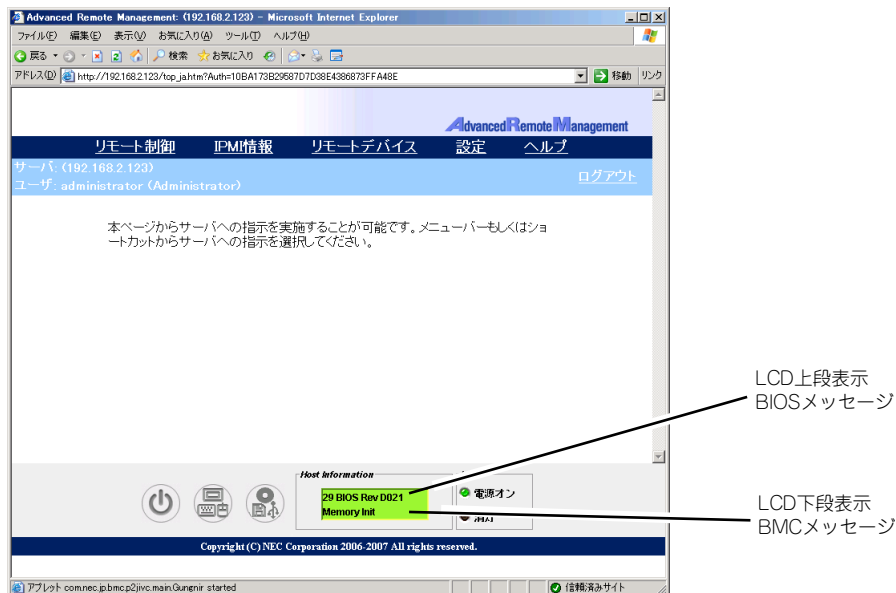 Advanced Remote Management: (192.168.2.123) - Microsoft Internet Explorer
ファイル(F) 編集(E) 表示(V) お気に入り(A) ツール(T) ヘルプ(H)
戻る 検索 お気に入り
アドレス(D) http://192.168.2.123/top_ja.htm?Auth=10BA173B29587D7D38E4386873FFA48E 移動 リンク
Advanced Remote Management
リモート制御 IPMI情報 リモートデバイス 設定 ヘルプ
サーバ: (192.168.2.123)
ユーザ: administrator (Administrator)
ログアウト
本ページからサーバへの指示を実施することが可能です。メニューバーもしくはショ
ートカットからサーバへの指示を選択してください。
LCD上段表示
BIOSメッセージ
Host Information
29 BIOS Rev D021
Memory Init
電源オン
消灯
LCD下段表示
BMCメッセージ
Copyright (C) NEC Corporation 2006-2007 All rights reserved.
アプレット com.nec.jp.bmc.p2jivc.main.Gungnir started 信頼済みサイト